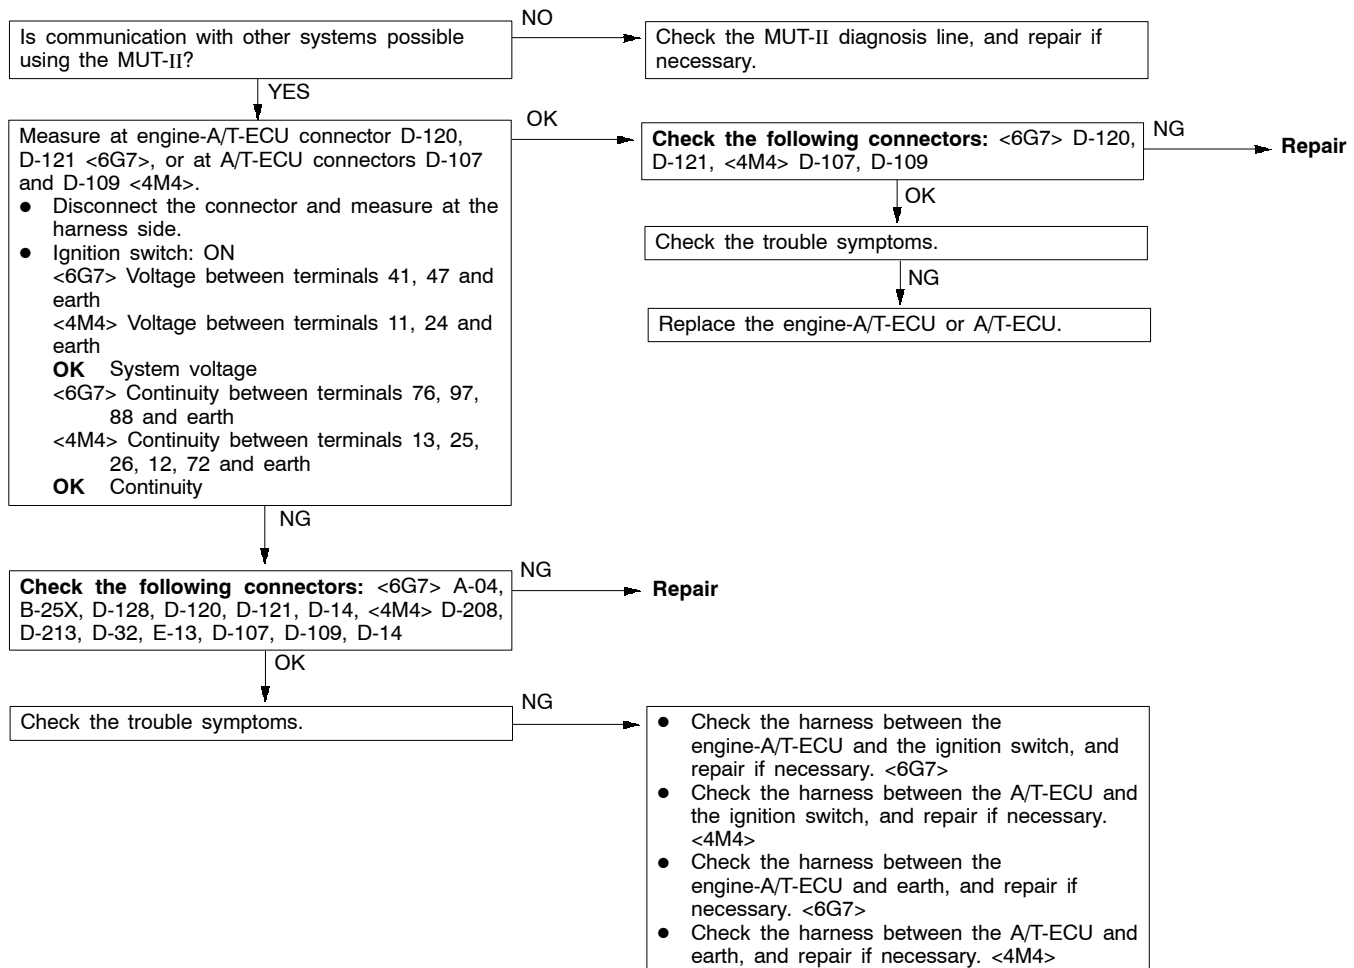 Is communication with other systems possible
using the MUT-II?
NO
Check the MUT-II diagnosis line, and repair if
necessary.
YES
Measure at engine-A/T-ECU connector D-120,
D-121 <6G7>, or at A/T-ECU connectors D-107
and D-109 <4M4>.
● Disconnect the connector and measure at the
harness side.
● Ignition switch: ON
<6G7> Voltage between terminals 41, 47 and
earth
<4M4> Voltage between terminals 11, 24 and
earth
OK System voltage
<6G7> Continuity between terminals 76, 97,
88 and earth
<4M4> Continuity between terminals 13, 25,
26, 12, 72 and earth
OK Continuity
OK
Check the following connectors: <6G7> D-120,
D-121, <4M4> D-107, D-109
NG
Repair
OK
Check the trouble symptoms.
NG
Replace the engine-A/T-ECU or A/T-ECU.
NG
Check the following connectors: <6G7> A-04,
B-25X, D-128, D-120, D-121, D-14, <4M4> D-208,
D-213, D-32, E-13, D-107, D-109, D-14
NG
Repair
OK
Check the trouble symptoms.
NG
● Check the harness between the
engine-A/T-ECU and the ignition switch, and
repair if necessary. <6G7>
● Check the harness between the A/T-ECU and
the ignition switch, and repair if necessary.
<4M4>
● Check the harness between the
engine-A/T-ECU and earth, and repair if
necessary. <6G7>
● Check the harness between the A/T-ECU and
earth, and repair if necessary. <4M4>